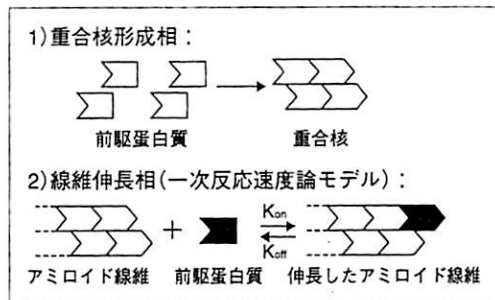 1)重合核形成相：
前駆蛋白質
重合核
2)線維伸長相(一次反応速度論モデル)：
Kon
Koff
アミロイド線維 前駆蛋白質 伸長したアミロイド線維